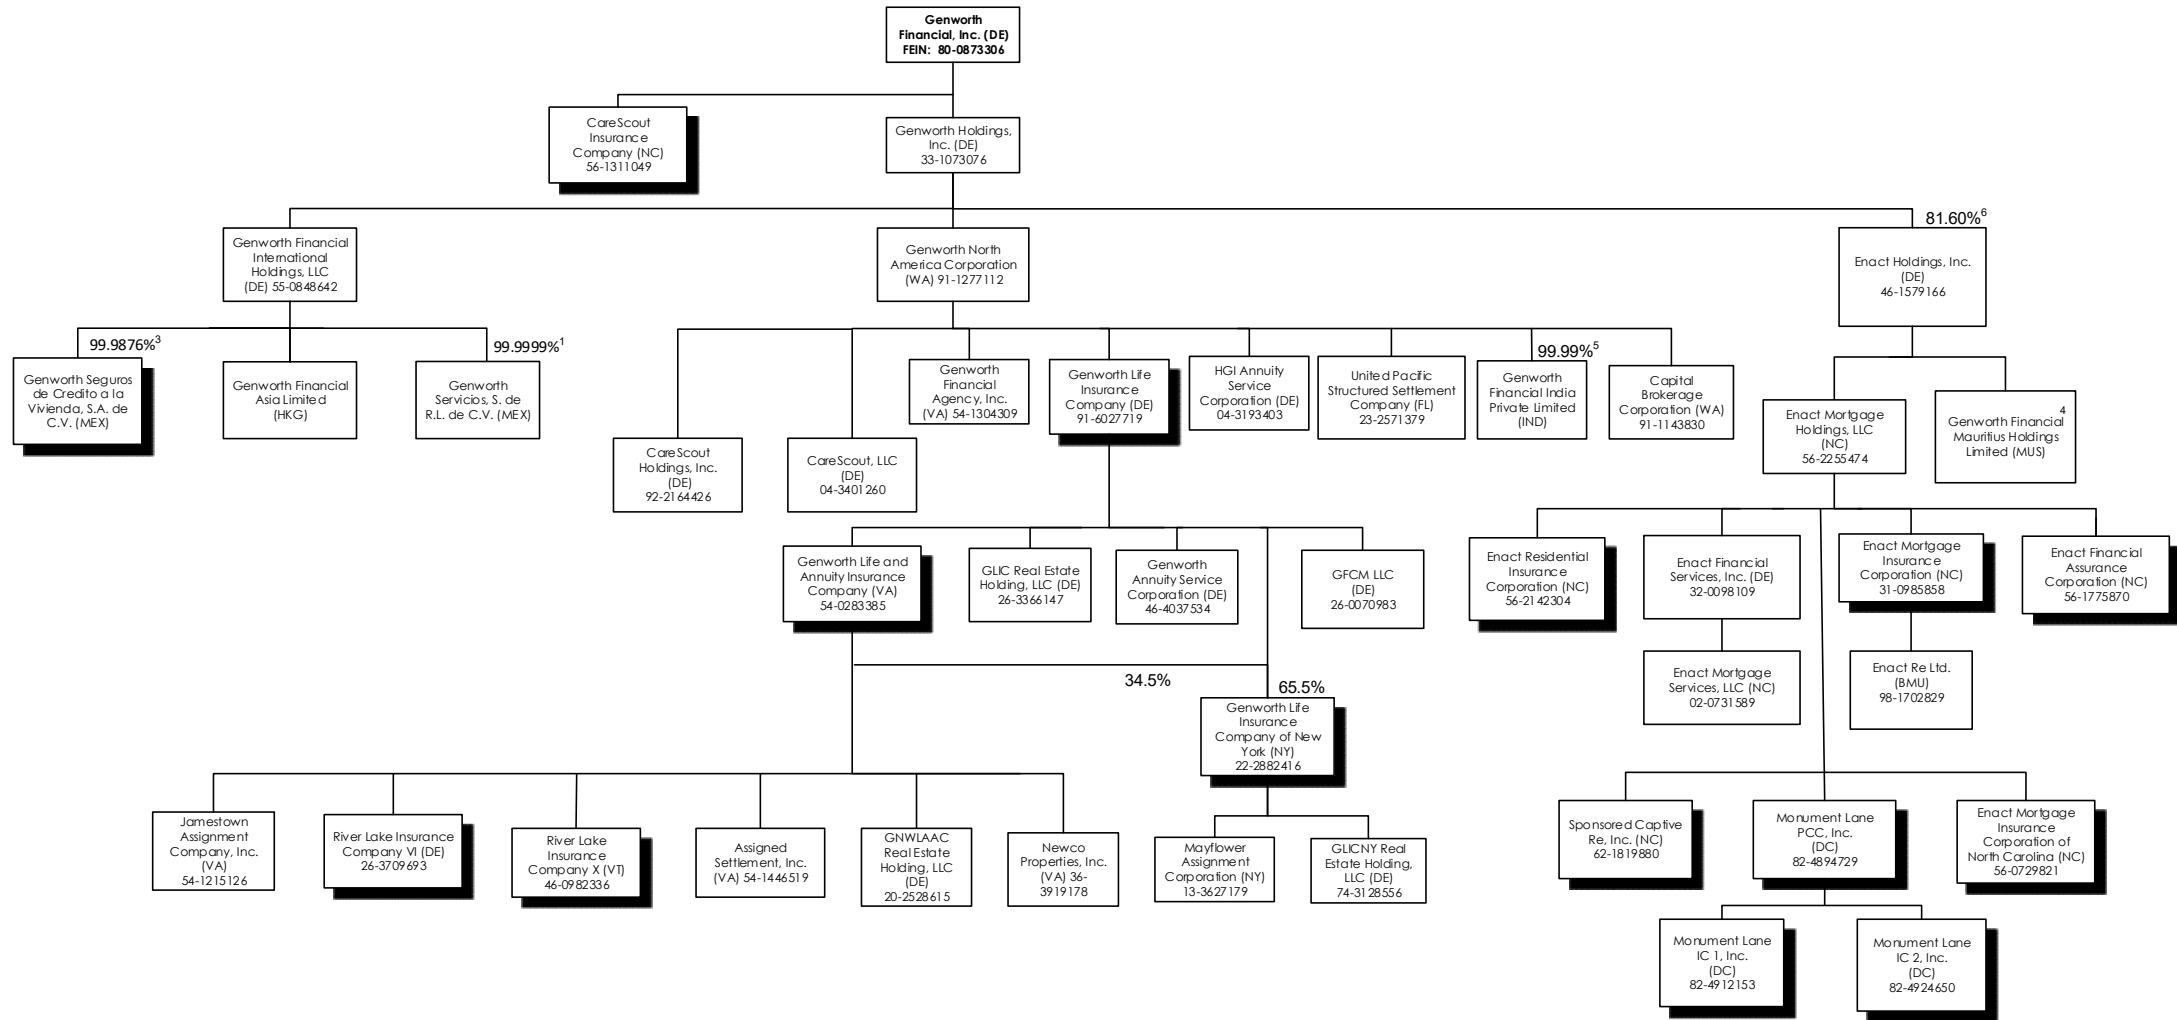 Genworth
Financial, Inc. (DE)
FEIN: 80-0873306
CareScout
Insurance
Company (NC)
56-1311049
Genworth Holdings,
Inc. (DE)
33-1073076
Genworth Financial
International
Holdings, LLC
(DE) 55-0848642
Genworth North
America Corporation
(WA) 91-1277112
81.60%6
Enact Holdings, Inc.
(DE)
46-1579166
99.9876%3
Genworth Seguros
de Credito a la
Vivienda, S.A. de
C.V. (MEX)
Genworth Financial
Asia Limited
(HKG)
99.9999%1
Genworth
Servicios, S. de
R.L. de C.V. (MEX)
CareScout
Holdings, Inc.
(DE)
92-2164426
CareScout, LLC
(DE)
04-3401260
Genworth
Financial
Agency, Inc.
(VA) 54-1304309
Genworth Life
Insurance
Company (DE)
91-6027719
HGI Annuity
Service
Corporation (DE)
04-3193403
United Pacific
Structured Settlement
Company (FL)
23-2571379
99.99%5
Genworth
Financial India
Private Limited
(IND)
Capital
Brokerage
Corporation (WA)
91-1143830
Enact Mortgage
Holdings, LLC
(NC)
56-2255474
4
Genworth Financial
Mauritius Holdings
Limited (MUS)
Genworth Life and
Annuity Insurance
Company (VA)
54-0283385
GLIC Real Estate
Holding, LLC (DE)
26-3366147
Genworth
Annuity Service
Corporation (DE)
46-4037534
GFCM LLC
(DE)
26-0070983
Enact Residential
Insurance
Corporation (NC)
56-2142304
Enact Financial
Services, Inc. (DE)
32-0098109
Enact Mortgage
Insurance
Corporation (NC)
31-0985858
Enact Financial
Assurance
Corporation (NC)
56-1775870
34.5%
65.5%
Genworth Life
Insurance
Company of New
York (NY)
22-2882416
Enact Mortgage
Services, LLC (NC)
02-0731589
Enact Re Ltd.
(BMU)
98-1702829
Jamestown
Assignment
Company, Inc.
(VA)
54-1215126
River Lake Insurance
Company VI (DE)
26-3709693
River Lake
Insurance
Company X (VT)
46-0982336
Assigned
Settlement, Inc.
(VA) 54-1446519
GNWLAAC
Real Estate
Holding, LLC
(DE)
20-2528615
Newco
Properties, Inc.
(VA) 36-
3919178
Mayflower
Assignment
Corporation (NY)
13-3627179
GLICNY Real
Estate Holding,
LLC (DE)
74-3128556
Sponsored Captive
Re, Inc. (NC)
62-1819880
Monument Lane
PCC, Inc.
(DC)
82-4894729
Enact Mortgage
Insurance
Corporation of
North Carolina (NC)
56-0729821
Monument Lane
IC 1, Inc.
(DC)
82-4912153
Monument Lane
IC 2, Inc.
(DC)
82-4924650